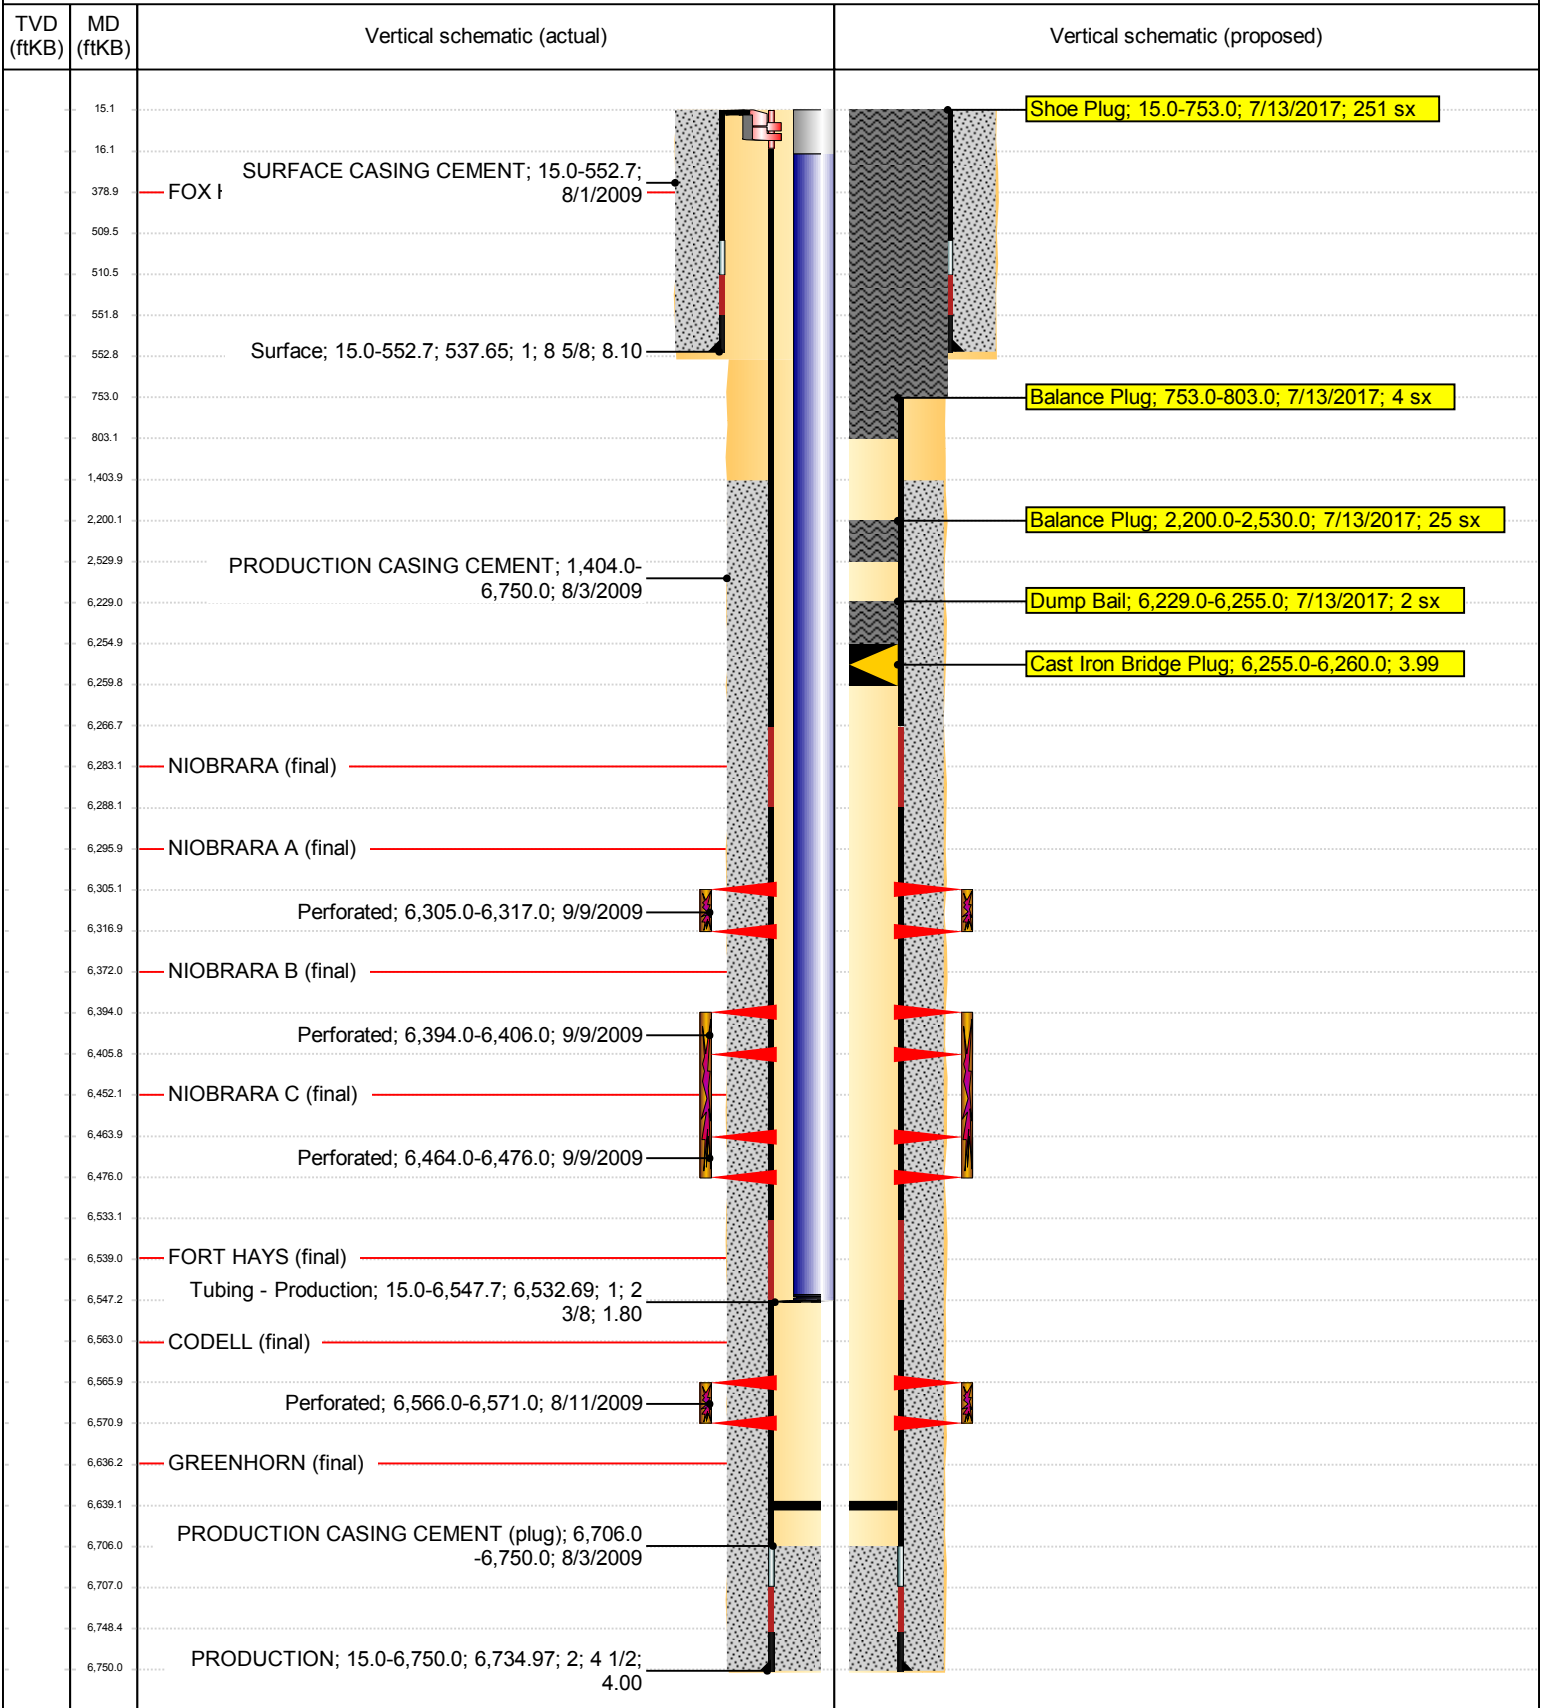 TVD (ftKB)
MD (ftKB)
Vertical schematic (actual)
Vertical schematic (proposed)
15.1
Shoe Plug; 15.0-753.0; 7/13/2017; 251 sx
16.1
SURFACE CASING CEMENT; 15.0-552.7;
8/1/2009
378.9
FOX
509.5
510.5
551.8
Surface; 15.0-552.7; 537.65; 1; 8 5/8; 8.10
552.8
753.0
Balance Plug; 753.0-803.0; 7/13/2017; 4 sx
803.1
1,403.9
2,200.1
Balance Plug; 2,200.0-2,530.0; 7/13/2017; 25 sx
2,529.9
PRODUCTION CASING CEMENT; 1,404.0-
6,750.0; 8/3/2009
6,229.0
Dump Bail; 6,229.0-6,255.0; 7/13/2017; 2 sx
6,254.9
Cast Iron Bridge Plug; 6,255.0-6,260.0; 3.99
6,259.8
6,266.7
6,283.1
NIOBRARA (final)
6,288.1
6,295.9
NIOBRARA A (final)
6,305.1
Perforated; 6,305.0-6,317.0; 9/9/2009
6,316.9
6,372.0
NIOBRARA B (final)
6,394.0
Perforated; 6,394.0-6,406.0; 9/9/2009
6,405.8
6,452.1
NIOBRARA C (final)
6,463.9
Perforated; 6,464.0-6,476.0; 9/9/2009
6,476.0
6,533.1
6,539.0
FORT HAYS (final)
Tubing - Production; 15.0-6,547.7; 6,532.69; 1; 2
3/8; 1.80
6,547.2
6,563.0
CODELL (final)
6,565.9
Perforated; 6,566.0-6,571.0; 8/11/2009
6,570.9
6,636.2
GREENHORN (final)
6,639.1
PRODUCTION CASING CEMENT (plug); 6,706.0
-6,750.0; 8/3/2009
6,706.0
6,707.0
6,748.4
PRODUCTION; 15.0-6,750.0; 6,734.97; 2; 4 1/2;
4.00
6,750.0